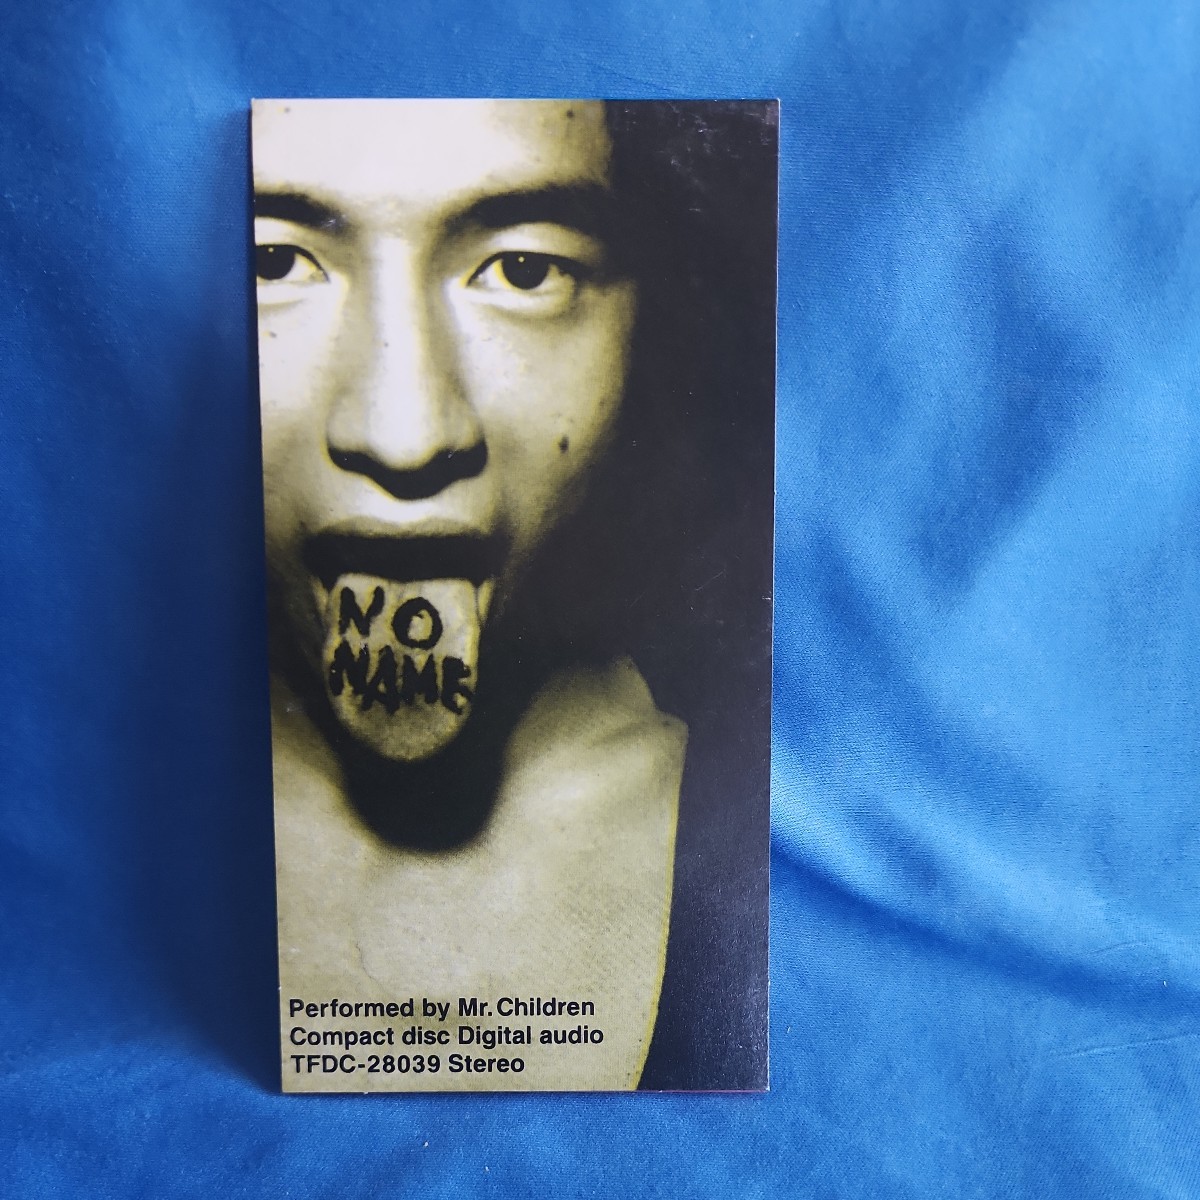 NO
NAME
Performed by Mr.Children
Compact disc Digital audio
TFDC-28039 Stereo